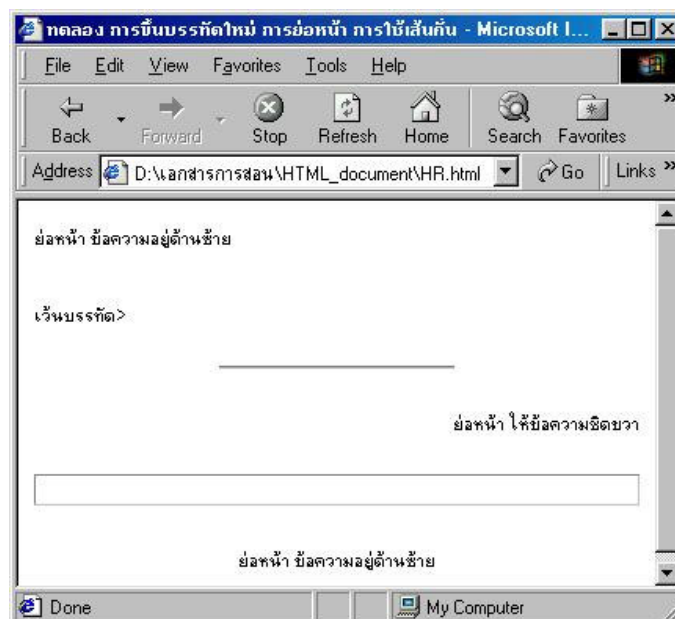 ทดลอง การขึ้นบรรทัดใหม่ การย่อหน้า การใช้เส้นคั่น - Microsoft I...
File Edit View Favorites Tools Help
Back Forward Stop Refresh Home Search Favorites
Address D:\เอกสารการสอน\HTML_document\HR.html Go Links
ย่อหน้า ข้อความอยู่ด้านซ้าย
เว้นบรรทัด>
ย่อหน้า ให้ข้อความชิดขวา
ย่อหน้า ข้อความอยู่ด้านซ้าย
Done My Computer